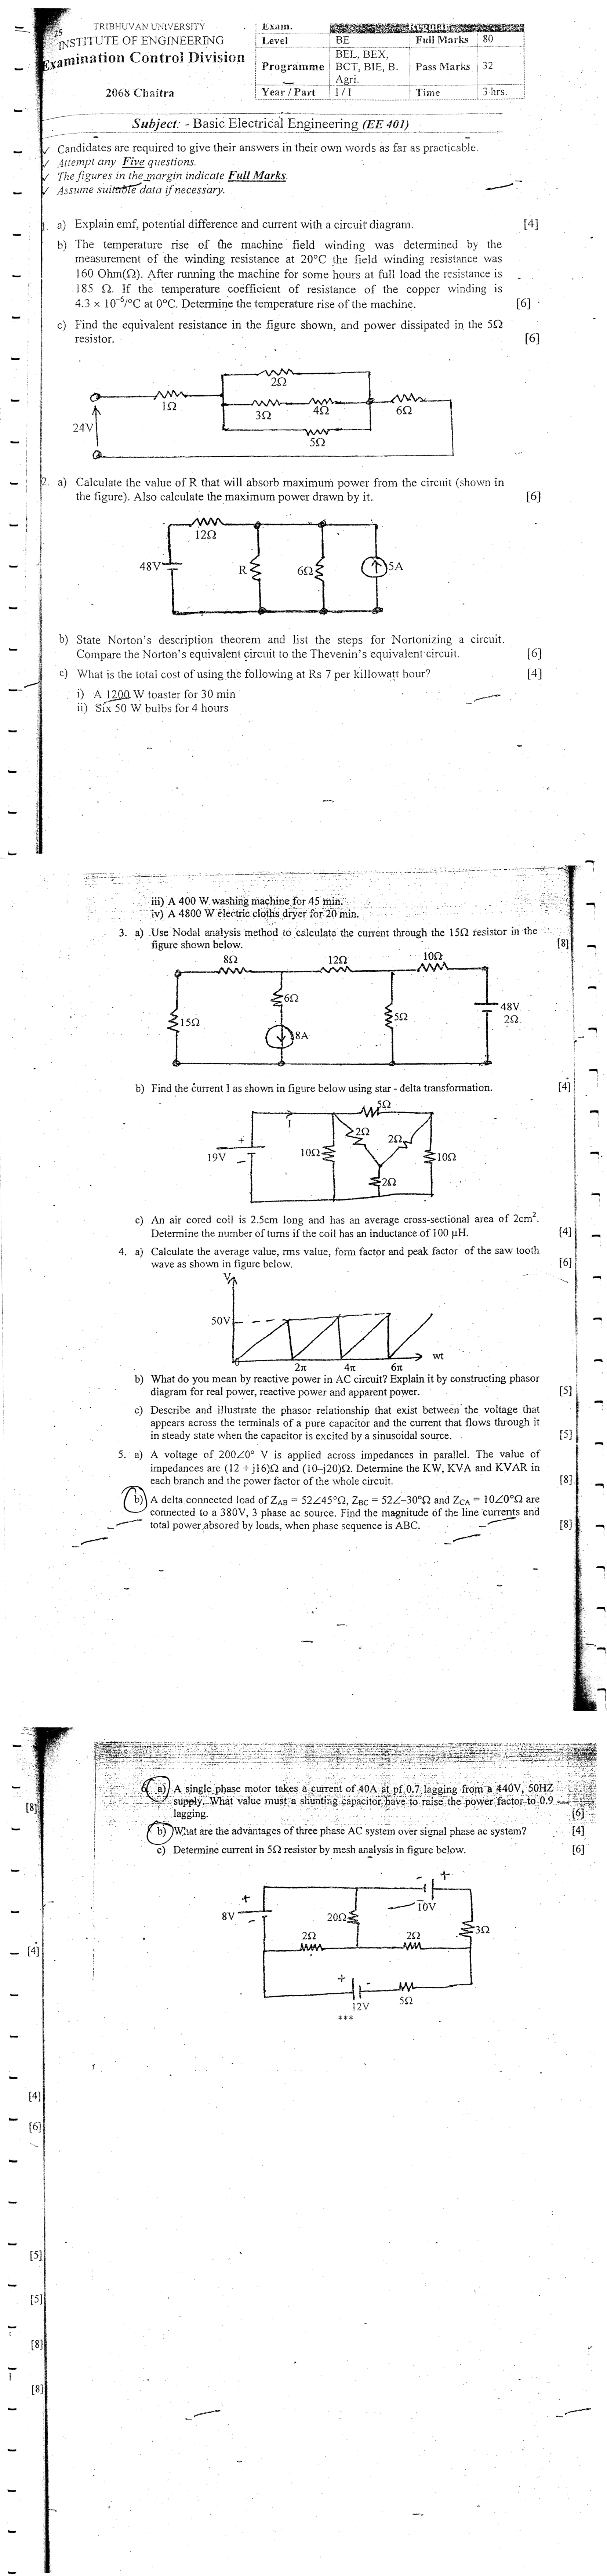 25
TRIBHUVAN UNIVERSITY
INSTITUTE OF ENGINEERING
Examination Control Division
2068 Chaitra
Exam. Regular
Level BE Full Marks 80
Programme BEL, BEX, BCT, BIE, B. Agri. Pass Marks 32
Year / Part I / I Time 3 hrs.
Subject: - Basic Electrical Engineering (EE 401)
✓ Candidates are required to give their answers in their own words as far as practicable.
✓ Attempt any Five questions.
✓ The figures in the margin indicate Full Marks.
✓ Assume suitable data if necessary.
1. a) Explain emf, potential difference and current with a circuit diagram. [4]
b) The temperature rise of the machine field winding was determined by the
measurement of the winding resistance at 20°C the field winding resistance was
160 Ohm(Ω). After running the machine for some hours at full load the resistance is
185 Ω. If the temperature coefficient of resistance of the copper winding is
4.3 × 10⁻⁶/°C at 0°C. Determine the temperature rise of the machine. [6]
c) Find the equivalent resistance in the figure shown, and power dissipated in the 5Ω
resistor. [6]
2Ω
1Ω
3Ω
4Ω
6Ω
24V
5Ω
2. a) Calculate the value of R that will absorb maximum power from the circuit (shown in
the figure). Also calculate the maximum power drawn by it. [6]
12Ω
48V
R
6Ω
5A
b) State Norton's description theorem and list the steps for Nortonizing a circuit.
Compare the Norton's equivalent circuit to the Thevenin's equivalent circuit. [6]
c) What is the total cost of using the following at Rs 7 per killowatt hour? [4]
i) A 1200 W toaster for 30 min
ii) Six 50 W bulbs for 4 hours
iii) A 400 W washing machine for 45 min.
iv) A 4800 W electric cloths dryer for 20 min.
3. a) Use Nodal analysis method to calculate the current through the 15Ω resistor in the
figure shown below. [8]
8Ω
12Ω
10Ω
6Ω
15Ω
8A
5Ω
48V
2Ω
b) Find the current I as shown in figure below using star - delta transformation. [4]
5Ω
I
2Ω
2Ω
+
19V
-
10Ω
10Ω
2Ω
c) An air cored coil is 2.5cm long and has an average cross-sectional area of 2cm².
Determine the number of turns if the coil has an inductance of 100 μH. [4]
4. a) Calculate the average value, rms value, form factor and peak factor of the saw tooth
wave as shown in figure below. [6]
V
50V
0
2π
4π
6π
wt
b) What do you mean by reactive power in AC circuit? Explain it by constructing phasor
diagram for real power, reactive power and apparent power. [5]
c) Describe and illustrate the phasor relationship that exist between the voltage that
appears across the terminals of a pure capacitor and the current that flows through it
in steady state when the capacitor is excited by a sinusoidal source. [5]
5. a) A voltage of 200∠0° V is applied across impedances in parallel. The value of
impedances are (12 + j16)Ω and (10–j20)Ω. Determine the KW, KVA and KVAR in
each branch and the power factor of the whole circuit. [8]
b) A delta connected load of ZAB = 52∠45°Ω, ZBC = 52∠-30°Ω and ZCA = 10∠0°Ω are
connected to a 380V, 3 phase ac source. Find the magnitude of the line currents and
total power absored by loads, when phase sequence is ABC. [8]
6. a) A single phase motor takes a current of 40A at pf 0.7 lagging from a 440V, 50HZ
supply. What value must a shunting capacitor have to raise the power factor to 0.9
lagging. [6]
b) What are the advantages of three phase AC system over signal phase ac system? [4]
c) Determine current in 5Ω resistor by mesh analysis in figure below. [6]
- +
10V
+
8V
-
20Ω
3Ω
2Ω
2Ω
+ -
12V
5Ω
***
[8]
[4]
[4]
[6]
[5]
[5]
[8]
[8]